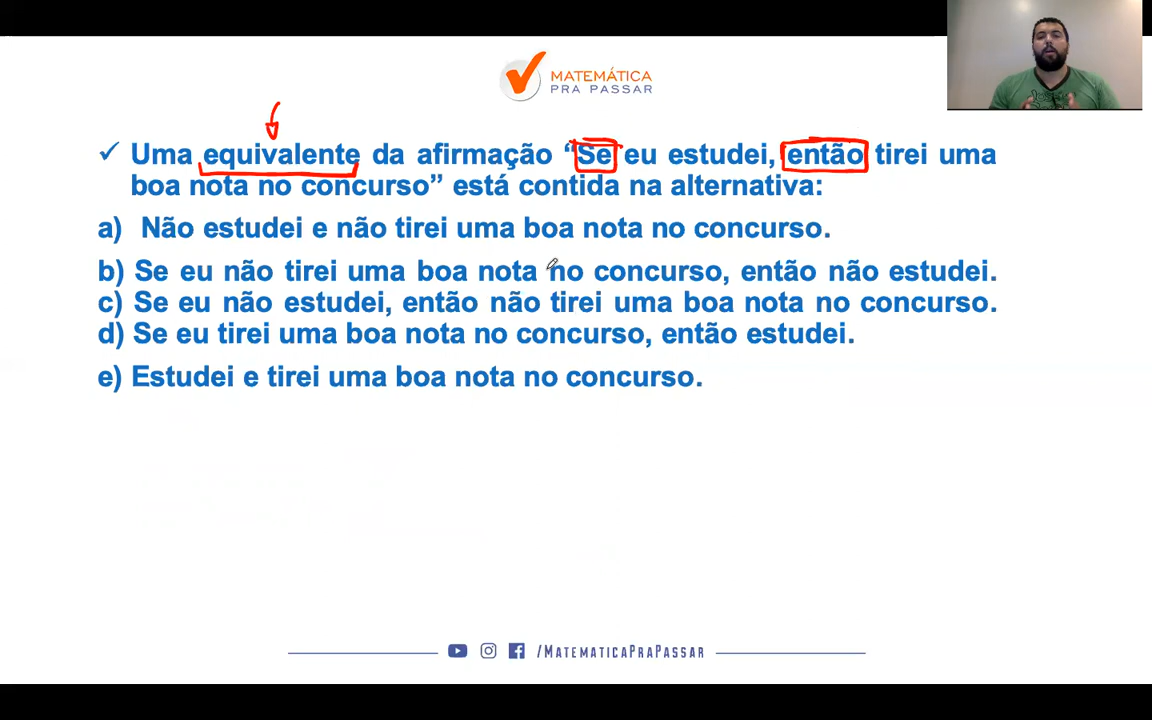 MATEMÁTICA
PRA PASSAR
✓ Uma equivalente da afirmação “Se eu estudei, então tirei uma
boa nota no concurso” está contida na alternativa:
a) Não estudei e não tirei uma boa nota no concurso.
b) Se eu não tirei uma boa nota no concurso, então não estudei.
c) Se eu não estudei, então não tirei uma boa nota no concurso.
d) Se eu tirei uma boa nota no concurso, então estudei.
e) Estudei e tirei uma boa nota no concurso.
/MATEMATICAPRAPASSAR